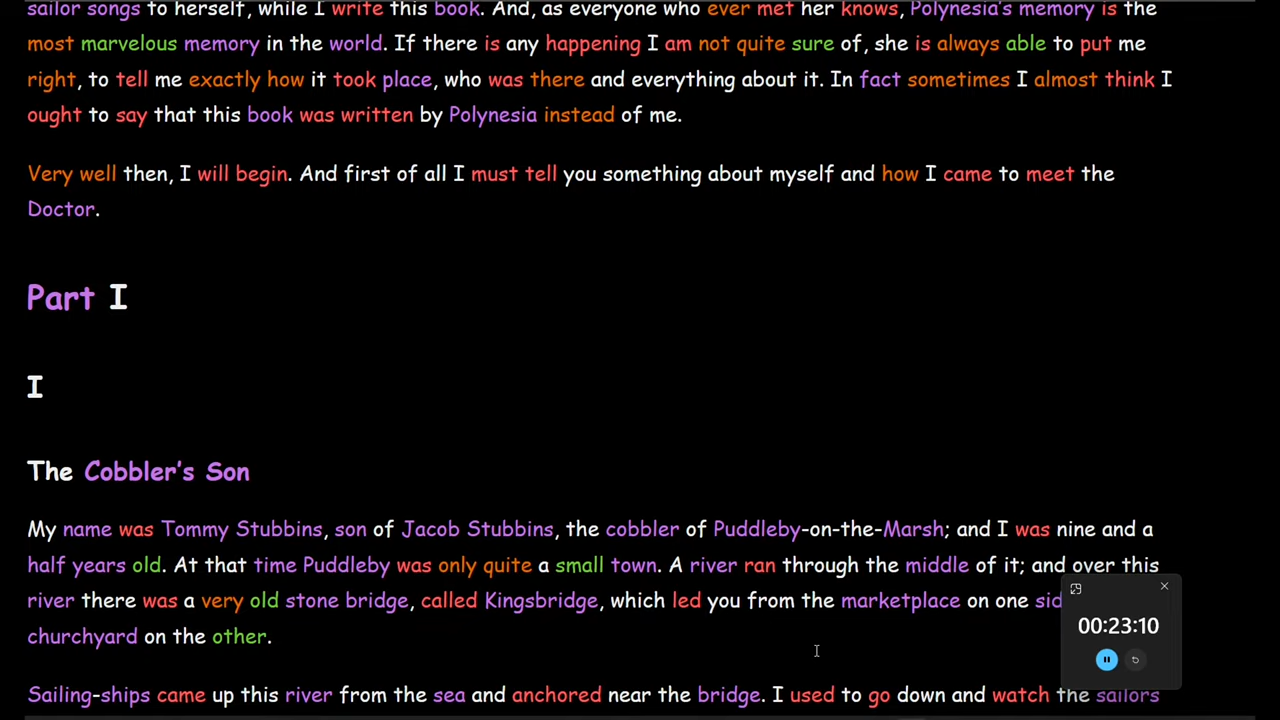 sailor songs to herself, while I write this book. And, as everyone who ever met her knows, Polynesia's memory is the
most marvelous memory in the world. If there is any happening I am not quite sure of, she is always able to put me
right, to tell me exactly how it took place, who was there and everything about it. In fact sometimes I almost think I
ought to say that this book was written by Polynesia instead of me.
Very well then, I will begin. And first of all I must tell you something about myself and how I came to meet the
Doctor.
Part I
I
The Cobbler's Son
My name was Tommy Stubbins, son of Jacob Stubbins, the cobbler of Puddleby-on-the-Marsh; and I was nine and a
half years old. At that time Puddleby was only quite a small town. A river ran through the middle of it; and over this
river there was a very old stone bridge, called Kingsbridge, which led you from the marketplace on one sid
churchyard on the other.
Sailing-ships came up this river from the sea and anchored near the bridge. I used to go down and watch the sailors
00:23:10